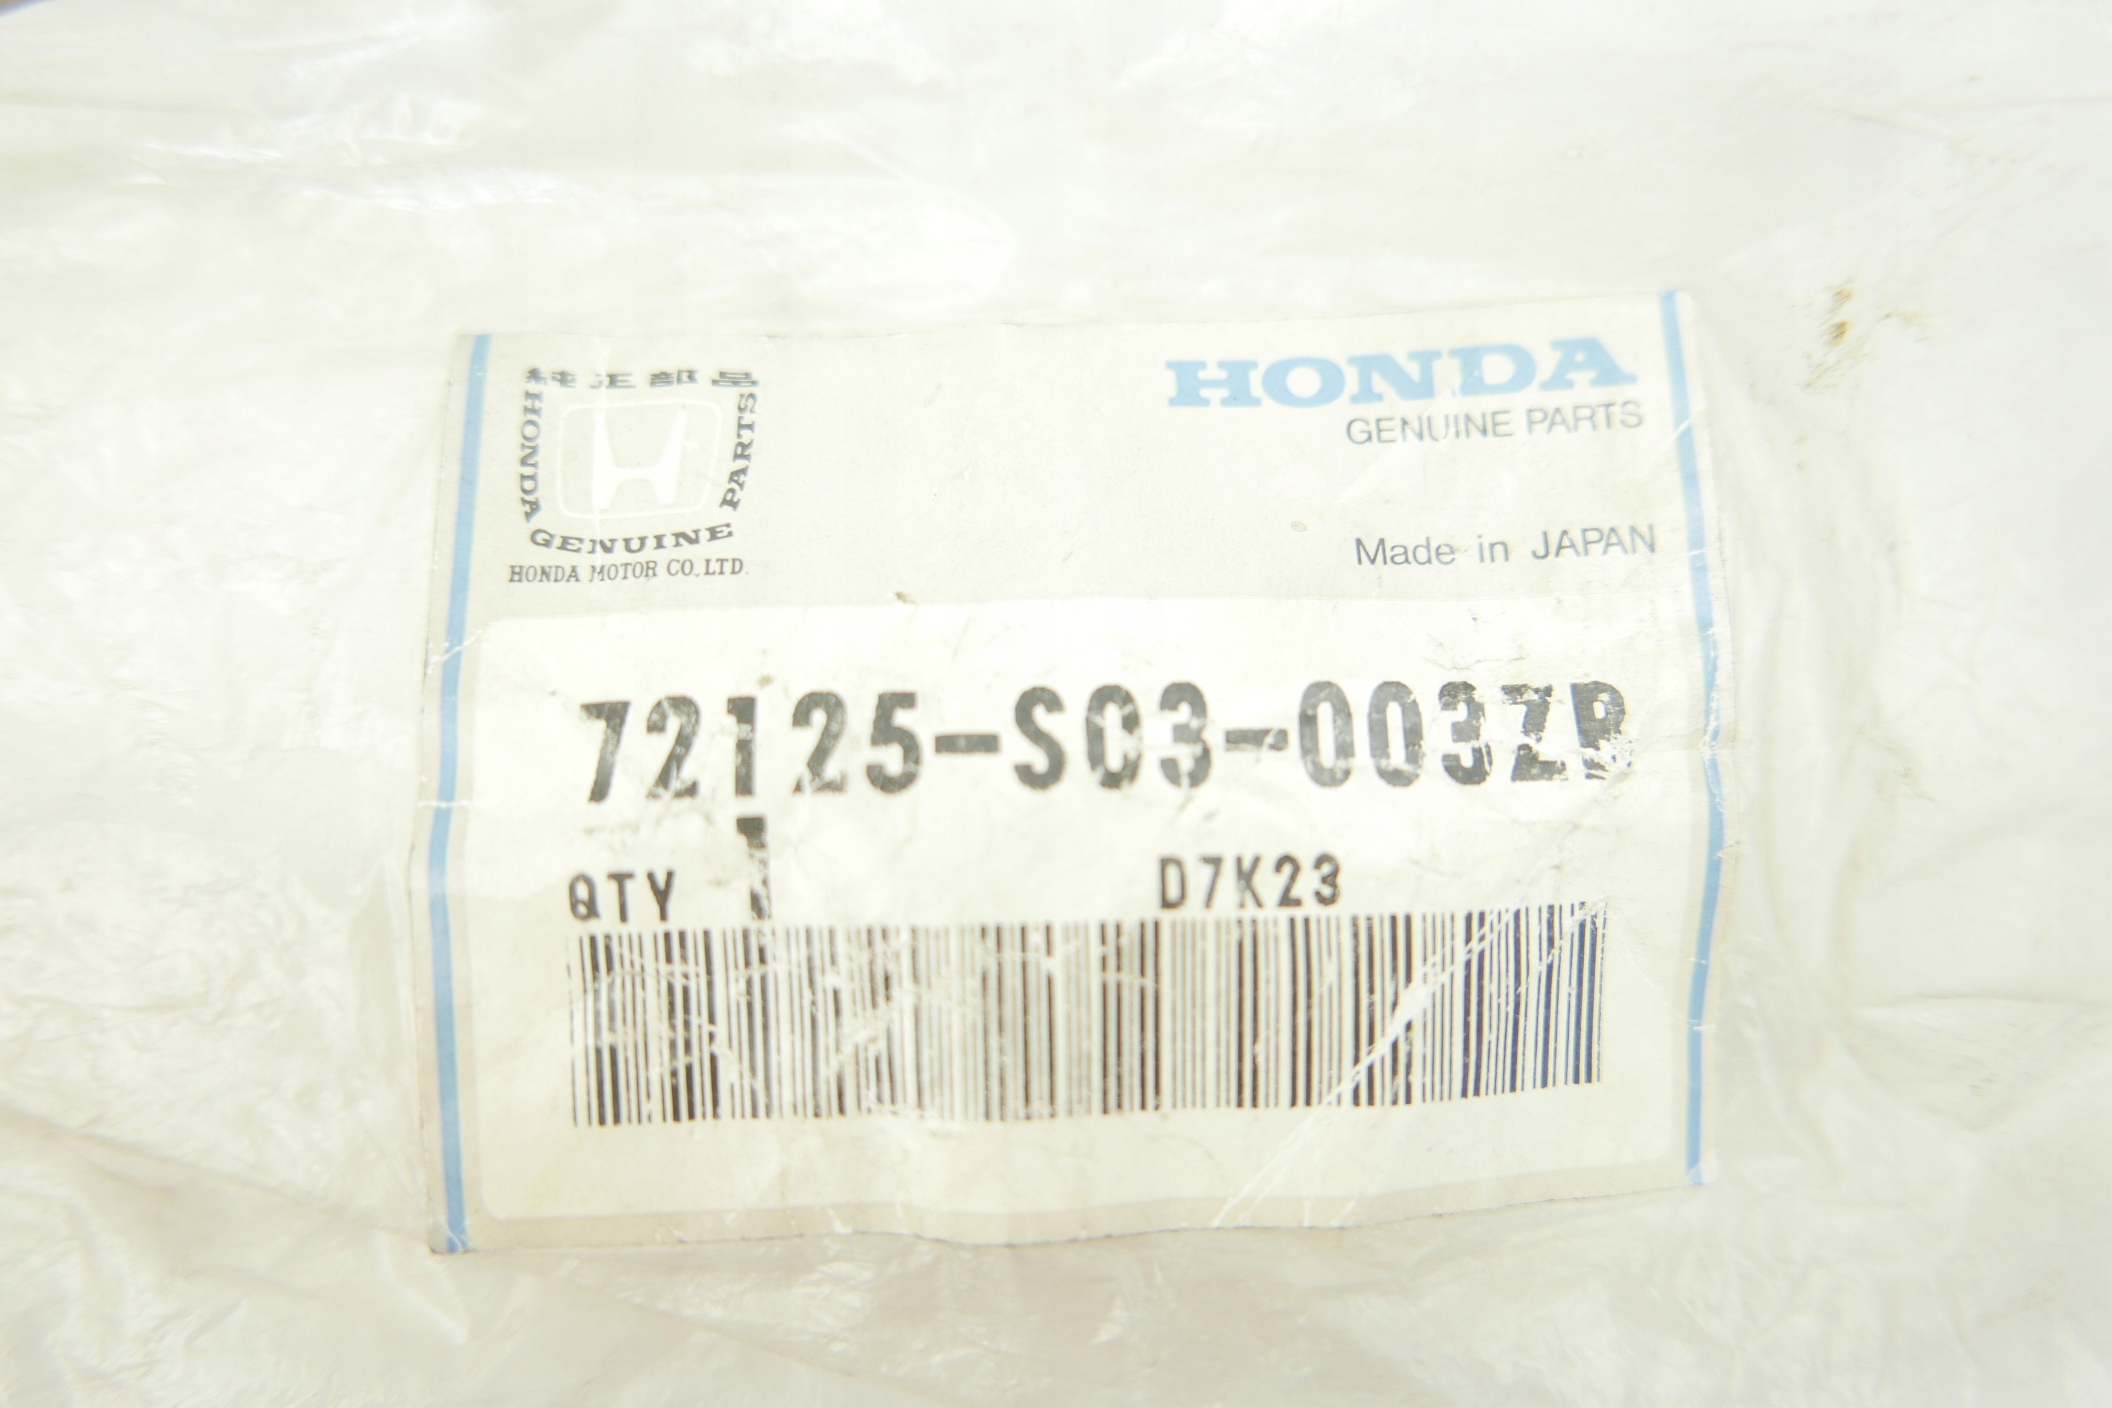 純正部品
HONDA
GENUINE
PARTS
HONDA MOTOR CO.,LTD.
HONDA
GENUINE PARTS
Made in JAPAN
72125-S03-003ZB
QTY 1
D7K23